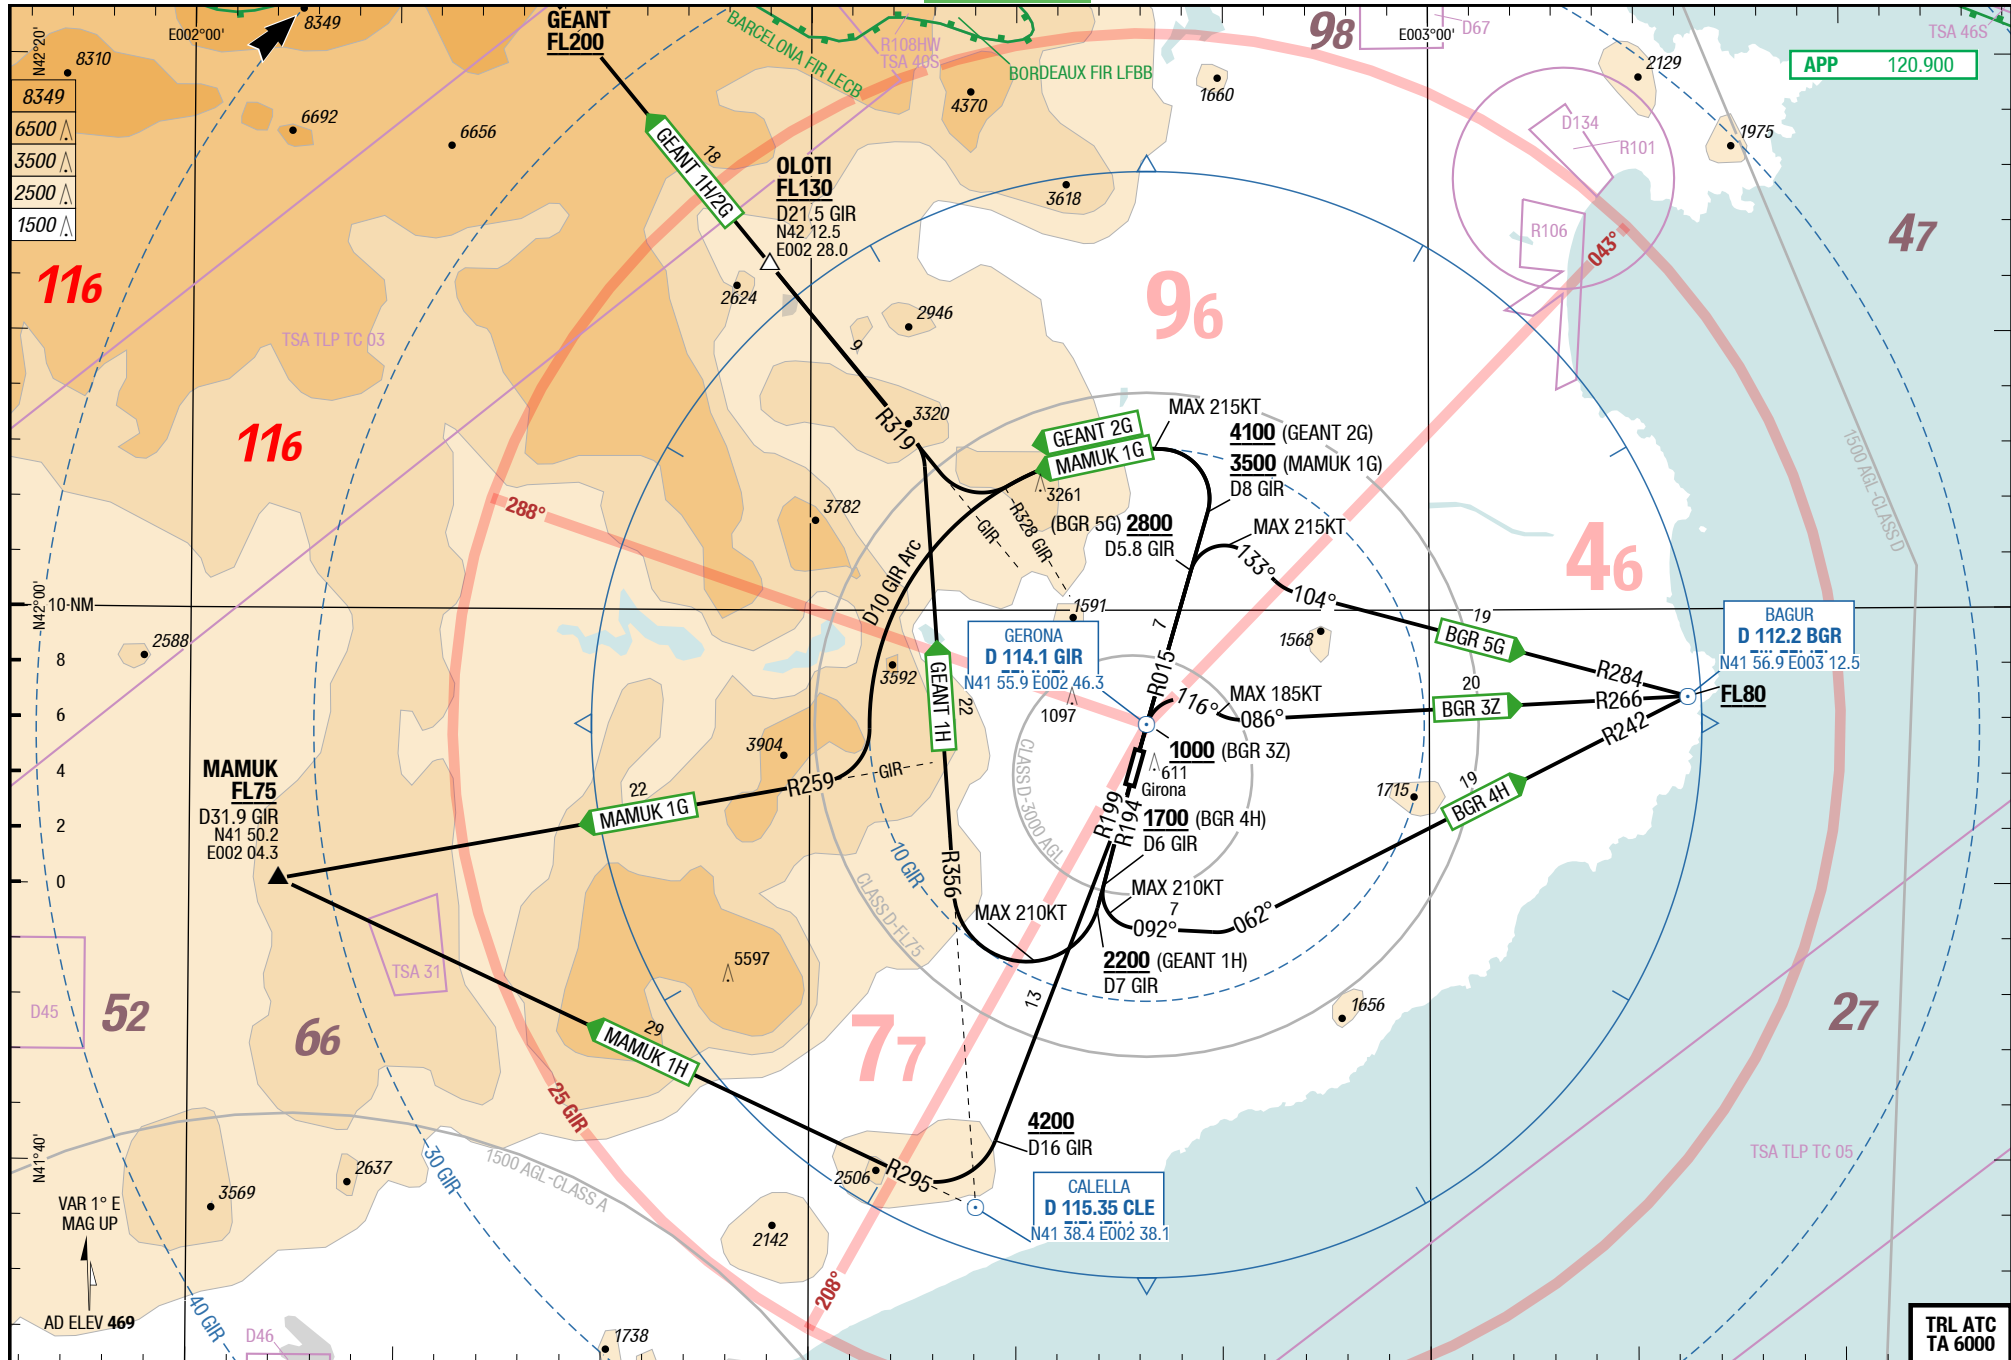 GEANT
FL200
8349
E002°00'
N42°20'
8310
8349
6500
3500
2500
1500
6692
6656
BARCELONA FIR LECB
R108HW
TSA 40S
BORDEAUX FIR LFBB
4370
1660
98
E003°00'
D67
TSA 46S
2129
APP 120.900
1975
D134
R101
R106
47
043°
GEANT 1H/2G
18
OLOTI
FL130
D21.5 GIR
N42 12.5
E002 28.0
3618
2624
2946
9
116
TSA TLP TC 03
96
116
3320
R319
GEANT 2G
MAMUK 1G
MAX 215KT
4100 (GEANT 2G)
3500 (MAMUK 1G)
D8 GIR
3261
R328 GIR
GIR
(BGR 5G) 2800
D5.8 GIR
MAX 215KT
133°
104°
288°
3782
D10 GIR Arc
46
1500 AGL-CLASS D
N42°00'
10-NM
8
6
4
2
0
2588
1591
1568
7
R015
19
BGR 5G
R284
BAGUR
D 112.2 BGR
N41 56.9 E003 12.5
FL80
GERONA
D 114.1 GIR
N41 55.9 E002 46.3
3592
GEANT 1H
22
1097
116°
MAX 185KT
086°
20
BGR 3Z
R266
R242
1000 (BGR 3Z)
611
Girona
3904
MAMUK
FL75
D31.9 GIR
N41 50.2
E002 04.3
22
MAMUK 1G
R259
GIR
CLASS D-3000 AGL
R199
R194
1700 (BGR 4H)
D6 GIR
1715
19
BGR 4H
10 GIR
R356
CLASS D-FL75
MAX 210KT
MAX 210KT
7
092°
062°
2200 (GEANT 1H)
D7 GIR
TSA 31
D45
52
66
5597
13
77
1656
27
29
MAMUK 1H
25 GIR
4200
D16 GIR
2506
R295
CALELLA
D 115.35 CLE
N41 38.4 E002 38.1
TSA TLP TC 05
N41°40'
2637
3569
30 GIR
1500 AGL-CLASS A
VAR 1° E
MAG UP
2142
208°
AD ELEV 469
40 GIR
D46
1738
TRL ATC
TA 6000